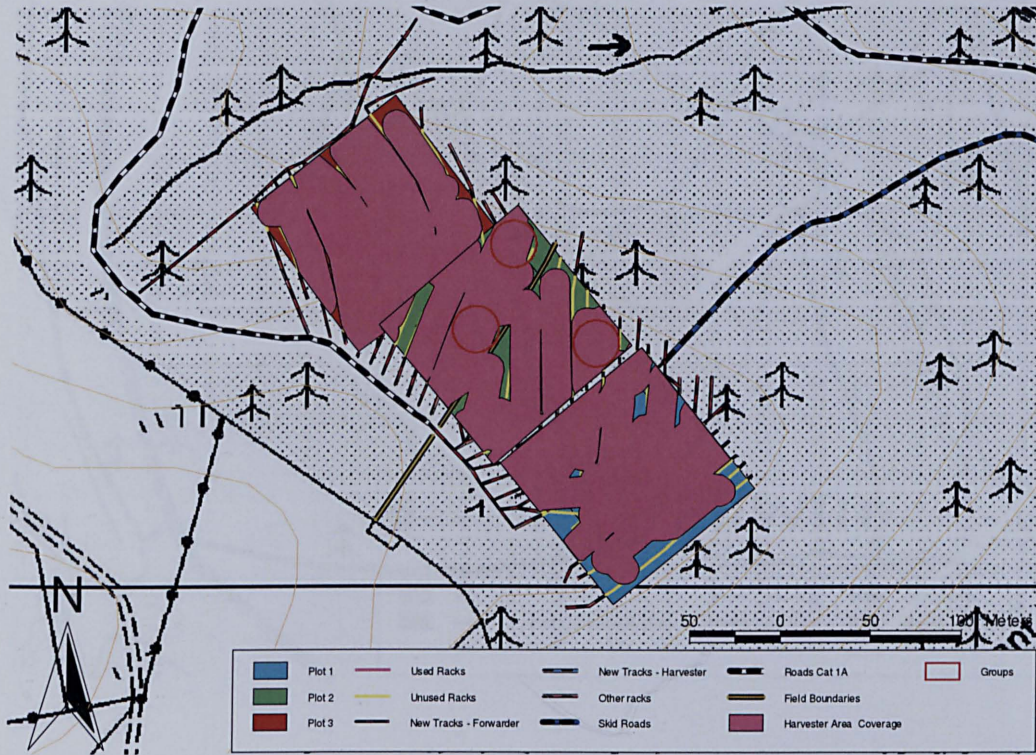 N
50 0 50 100 Meters
Plot 1 Used Racks New Tracks - Harvester Roads Cat 1A Groups
Plot 2 Unused Racks Other racks Field Boundaries
Plot 3 New Tracks - Forwarder Skid Roads Harvester Area Coverage